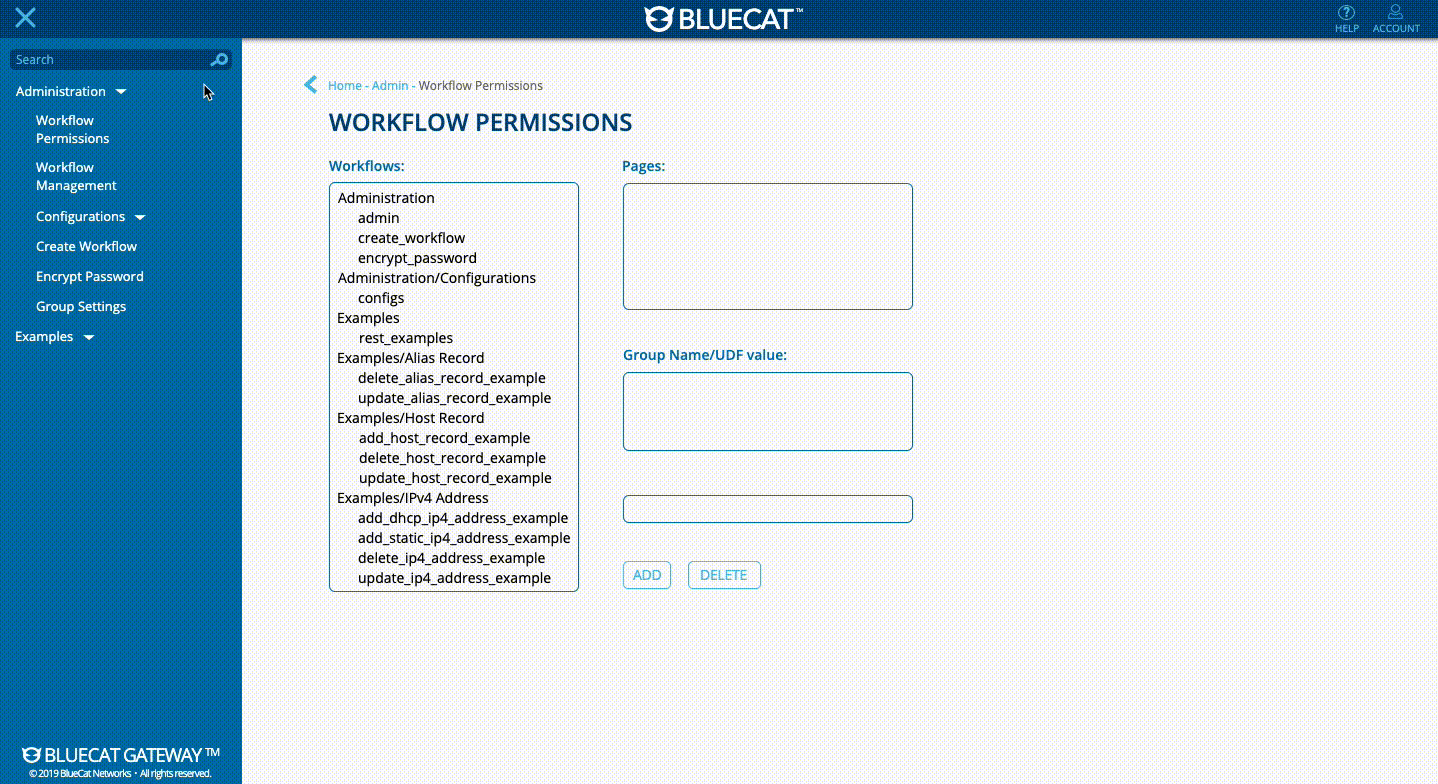 BLUECAT™
HELP
ACCOUNT
Search
Administration
Workflow
Permissions
Workflow
Management
Configurations
Create Workflow
Encrypt Password
Group Settings
Examples
BLUECAT GATEWAY™
© 2019 BlueCat Networks · All rights reserved.
Home - Admin - Workflow Permissions
WORKFLOW PERMISSIONS
Workflows:
Administration
admin
create_workflow
encrypt_password
Administration/Configurations
configs
Examples
rest_examples
Examples/Alias Record
delete_alias_record_example
update_alias_record_example
Examples/Host Record
add_host_record_example
delete_host_record_example
update_host_record_example
Examples/IPv4 Address
add_dhcp_ip4_address_example
add_static_ip4_address_example
delete_ip4_address_example
update_ip4_address_example
Pages:
Group Name/UDF value:
ADD
DELETE